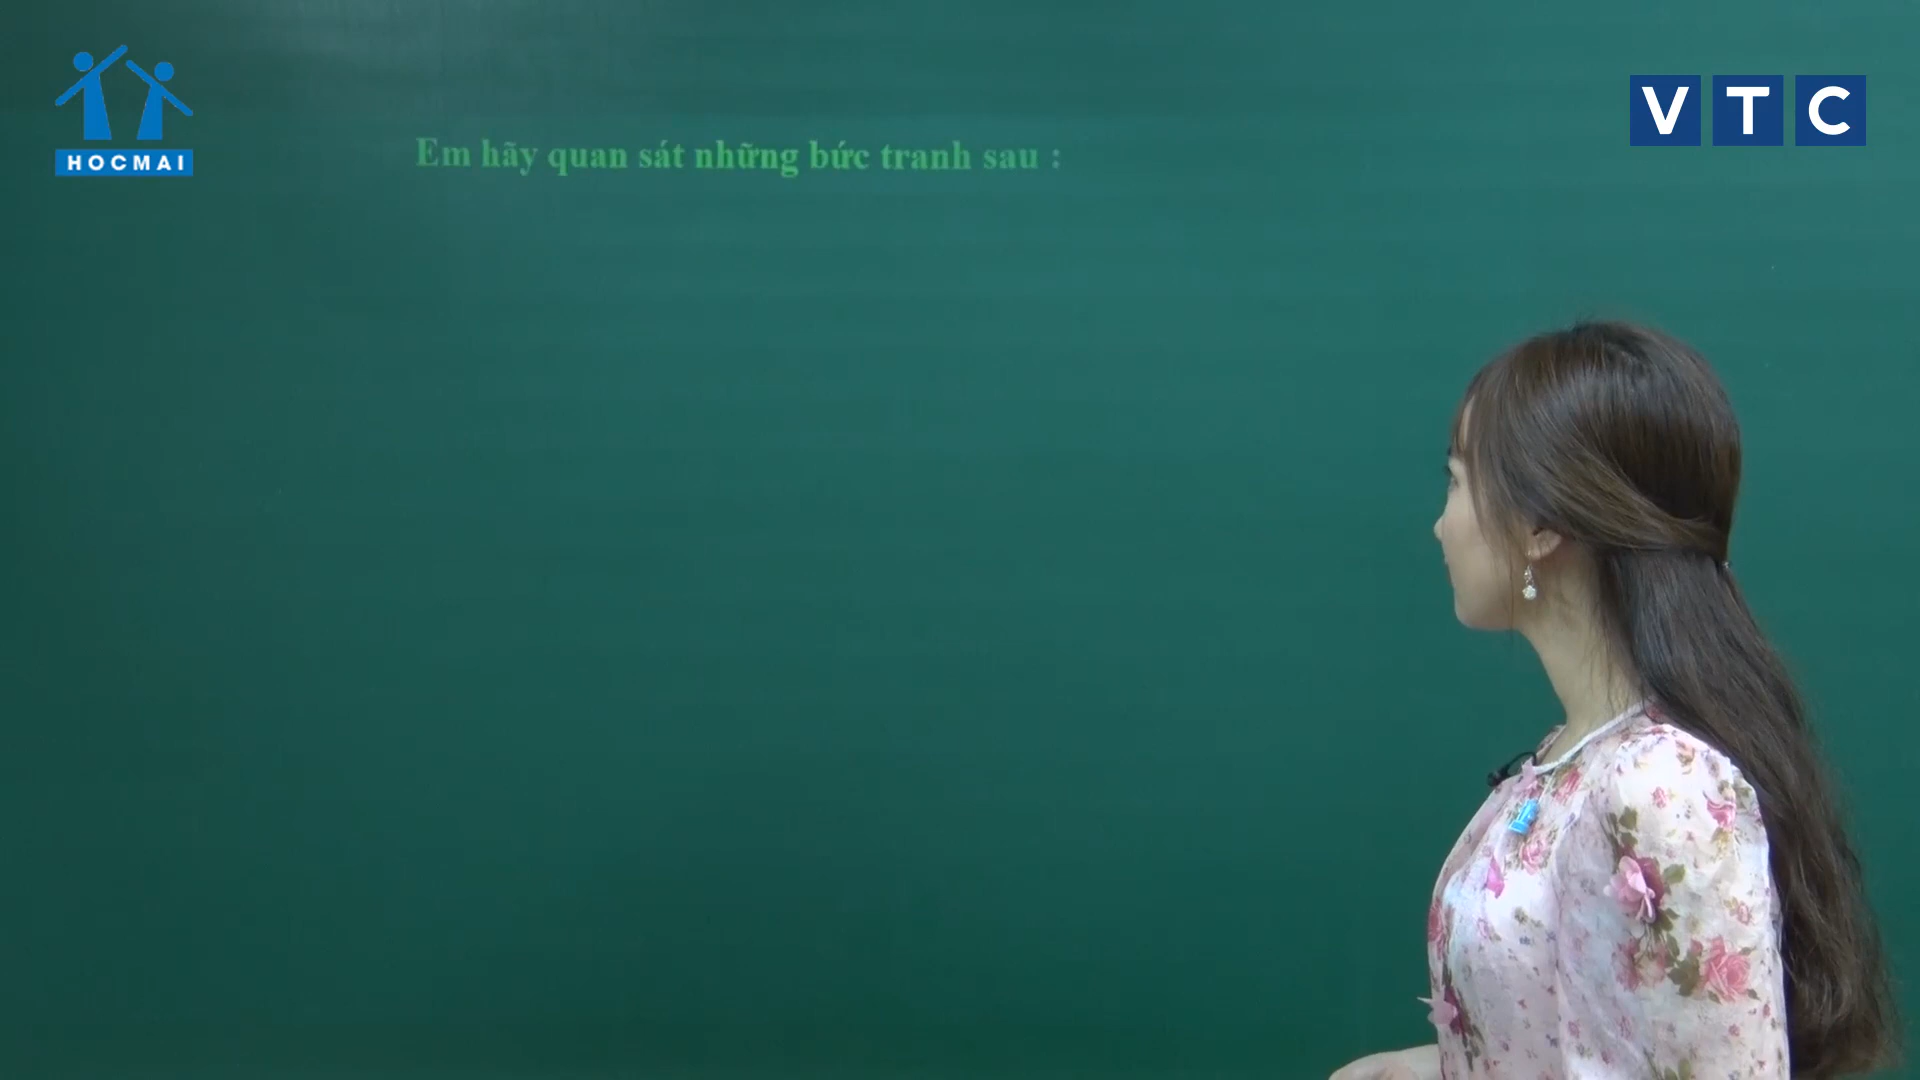 HOCMAI
VTC
Em hãy quan sát những bức tranh sau :